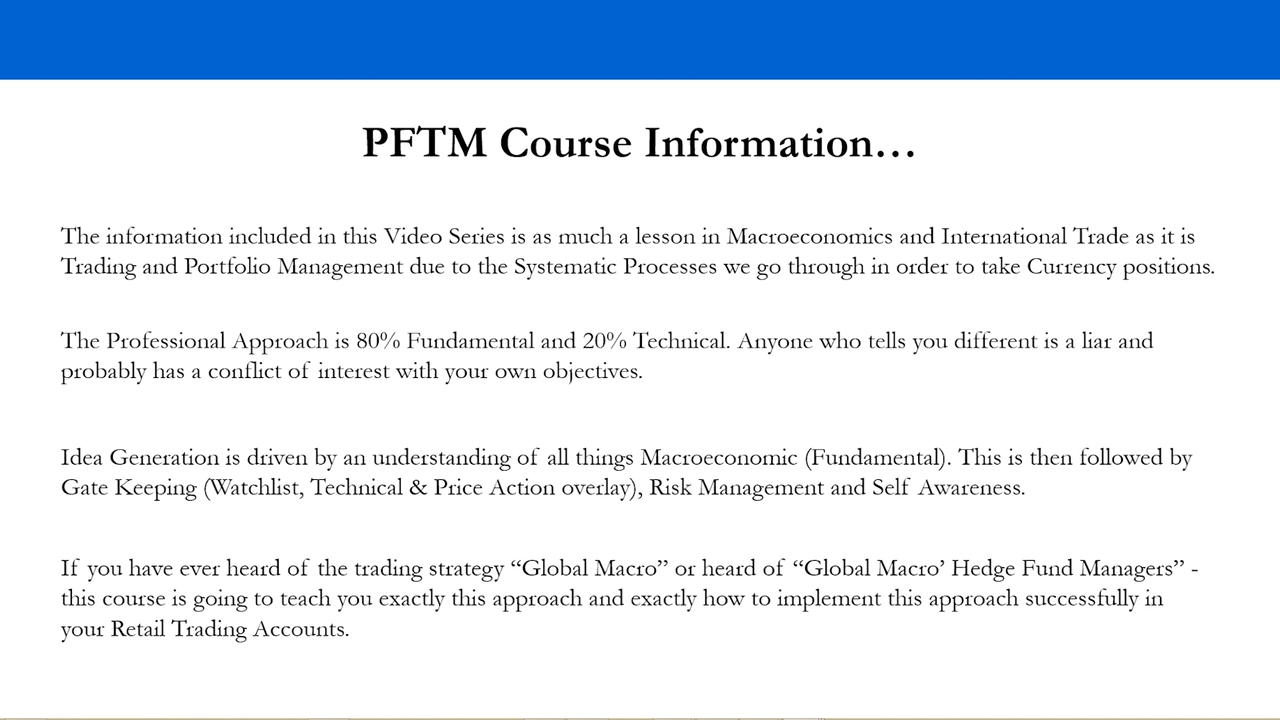 PFTM Course Information…
The information included in this Video Series is as much a lesson in Macroeconomics and International Trade as it is
Trading and Portfolio Management due to the Systematic Processes we go through in order to take Currency positions.
The Professional Approach is 80% Fundamental and 20% Technical. Anyone who tells you different is a liar and
probably has a conflict of interest with your own objectives.
Idea Generation is driven by an understanding of all things Macroeconomic (Fundamental). This is then followed by
Gate Keeping (Watchlist, Technical & Price Action overlay), Risk Management and Self Awareness.
If you have ever heard of the trading strategy “Global Macro” or heard of “Global Macro’ Hedge Fund Managers” -
this course is going to teach you exactly this approach and exactly how to implement this approach successfully in
your Retail Trading Accounts.